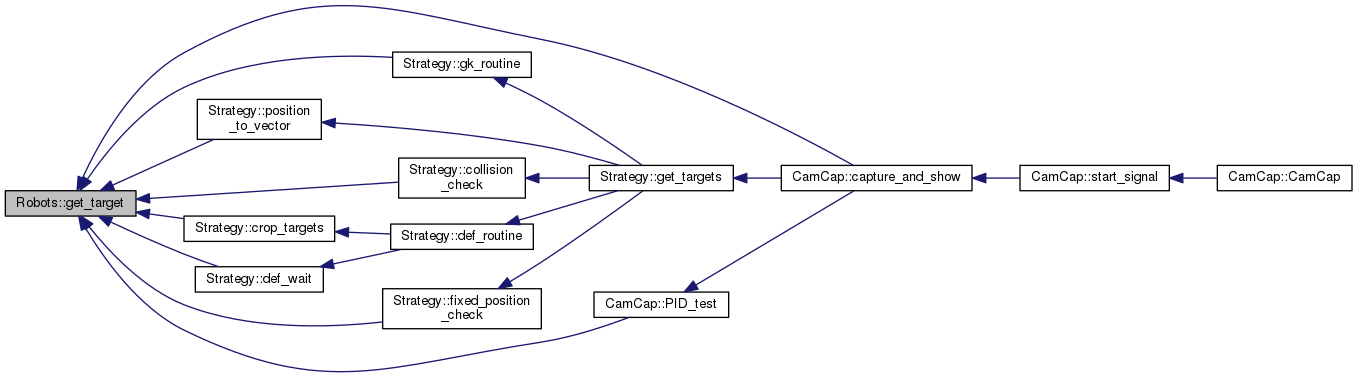 Robots::get_target
Strategy::gk_routine
Strategy::position
_to_vector
Strategy::collision
_check
Strategy::crop_targets
Strategy::def_routine
Strategy::def_wait
Strategy::fixed_position
_check
Strategy::get_targets
CamCap::PID_test
CamCap::capture_and_show
CamCap::start_signal
CamCap::CamCap